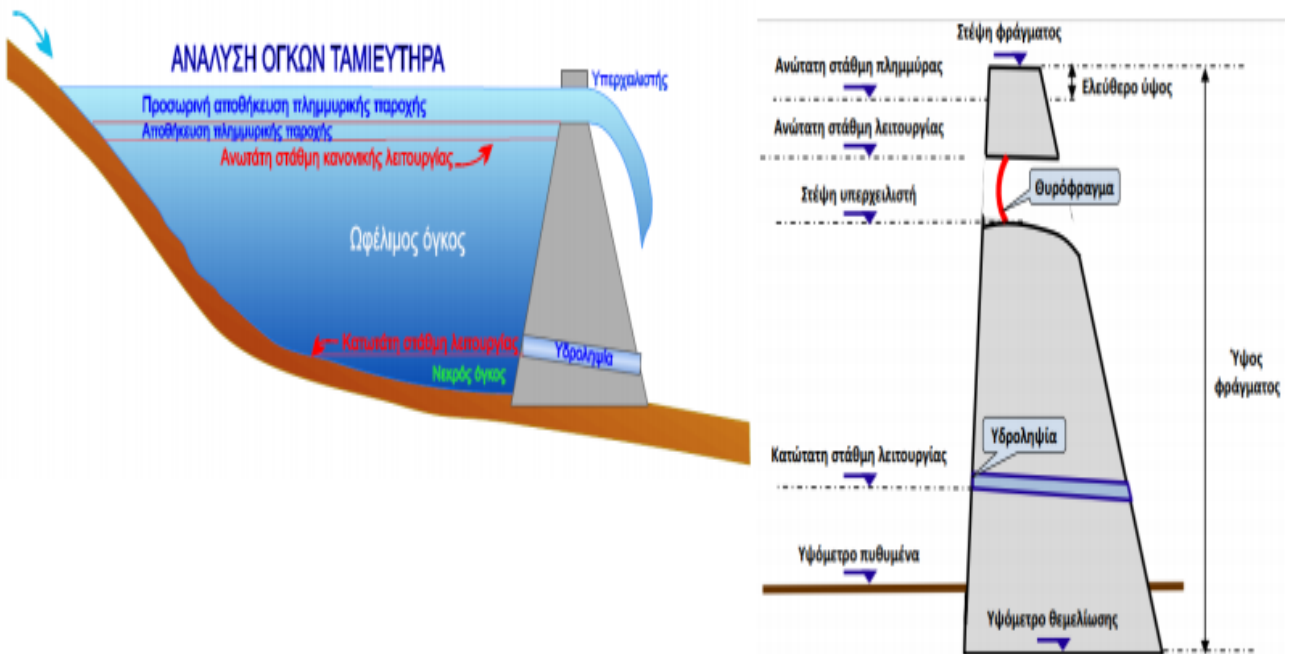 ΑΝΑΛΥΣΗ ΟΓΚΩΝ ΤΑΜΙΕΥΤΗΡΑ
Υπερχαλιστής
Προσωρινή αποθήκευση πλημμυρικής παροχής
Αποθήκευση πλημμυρικής παροχής
Ανωτάτη στάθμη κανονικής λειτουργίας
Ωφέλιμος όγκος
Κατωτάτη στάθμη λειτουργίας
Υδροληψία
Νεκρός όγκος
Στέψη φράγματος
Ανώτατη στάθμη πλημμύρας
Ελεύθερο ύψος
Ανώτατη στάθμη λειτουργίας
Θυρόφραγμα
Στέψη υπερχειλιστή
Ύψος
φράγματος
Υδροληψία
Κατώτατη στάθμη λειτουργίας
Υψόμετρο πυθμένα
Υψόμετρο θεμελίωσης